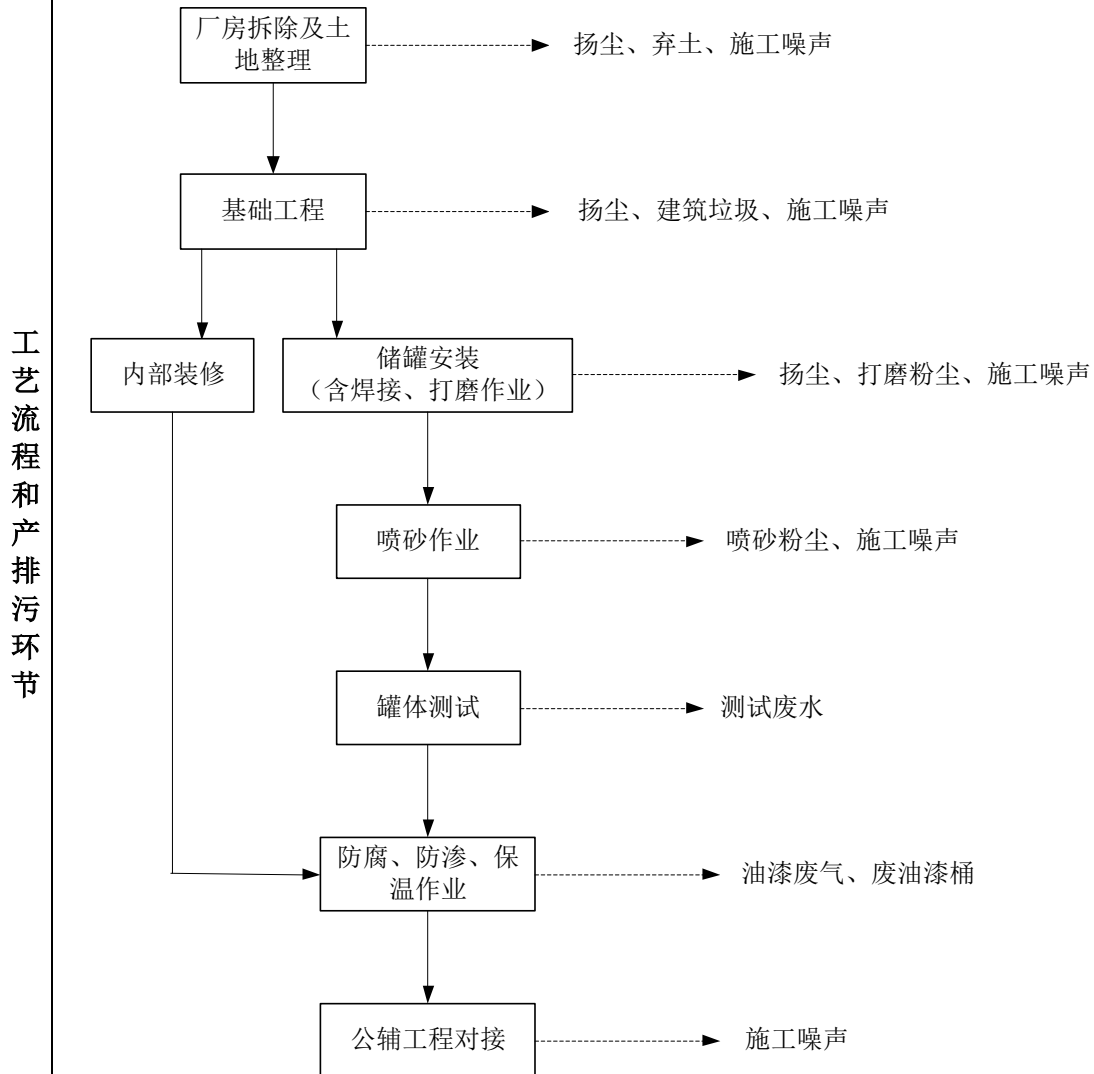 工艺流程和产排污环节
厂房拆除及土
地整理
扬尘、弃土、施工噪声
基础工程
扬尘、建筑垃圾、施工噪声
内部装修
储罐安装
（含焊接、打磨作业）
扬尘、打磨粉尘、施工噪声
喷砂作业
喷砂粉尘、施工噪声
罐体测试
测试废水
防腐、防渗、保
温作业
油漆废气、废油漆桶
公辅工程对接
施工噪声